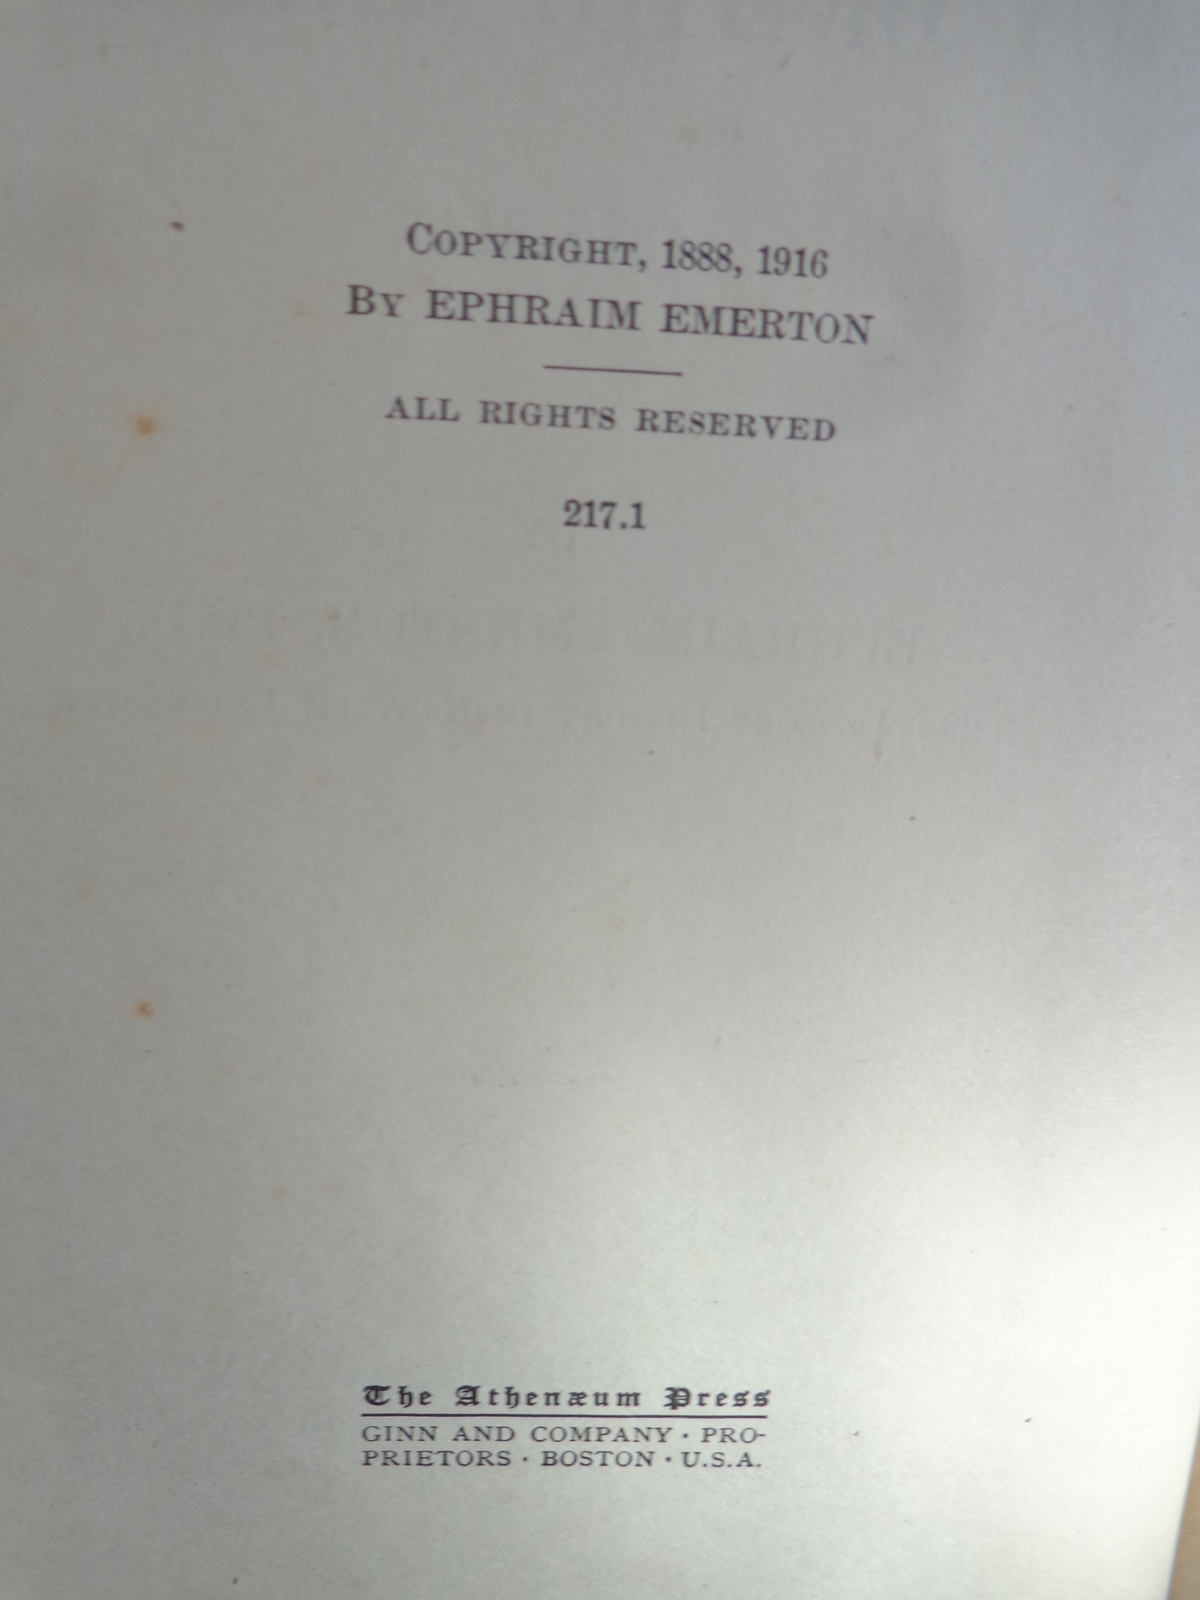 COPYRIGHT, 1888, 1916
BY EPHRAIM EMERTON
ALL RIGHTS RESERVED
217.1
The Athenæum Press
GINN AND COMPANY · PRO-
PRIETORS · BOSTON · U.S.A.